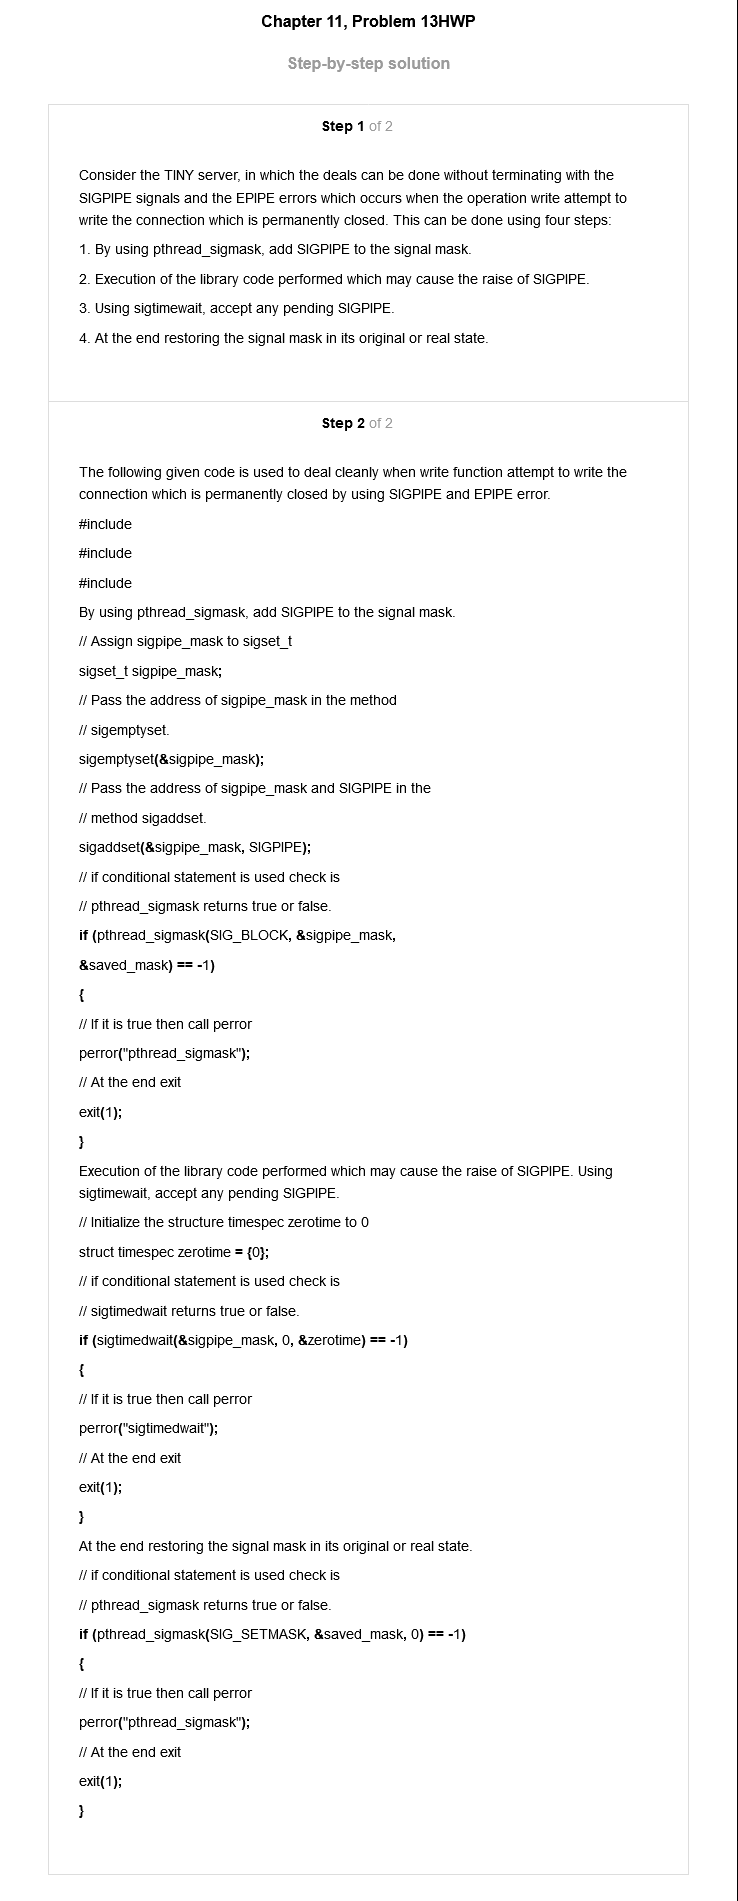 Chapter 11, Problem 13HWP
Step-by-step solution
Step 1 of 2
Consider the TINY server, in which the deals can be done without terminating with the
SIGPIPE signals and the EPIPE errors which occurs when the operation write attempt to
write the connection which is permanently closed. This can be done using four steps:
1. By using pthread_sigmask, add SIGPIPE to the signal mask.
2. Execution of the library code performed which may cause the raise of SIGPIPE.
3. Using sigtimewait, accept any pending SIGPIPE.
4. At the end restoring the signal mask in its original or real state.
Step 2 of 2
The following given code is used to deal cleanly when write function attempt to write the
connection which is permanently closed by using SIGPIPE and EPIPE error.
#include
#include
#include
By using pthread_sigmask, add SIGPIPE to the signal mask.
// Assign sigpipe_mask to sigset_t
sigset_t sigpipe_mask;
// Pass the address of sigpipe_mask in the method
// sigemptyset.
sigemptyset(&sigpipe_mask);
// Pass the address of sigpipe_mask and SIGPIPE in the
// method sigaddset.
sigaddset(&sigpipe_mask, SIGPIPE);
// if conditional statement is used check is
// pthread_sigmask returns true or false.
if (pthread_sigmask(SIG_BLOCK, &sigpipe_mask,
&saved_mask) == -1)
{
// If it is true then call perror
perror("pthread_sigmask");
// At the end exit
exit(1);
}
Execution of the library code performed which may cause the raise of SIGPIPE. Using
sigtimewait, accept any pending SIGPIPE.
// Initialize the structure timespec zerotime to 0
struct timespec zerotime = {0};
// if conditional statement is used check is
// sigtimedwait returns true or false.
if (sigtimedwait(&sigpipe_mask, 0, &zerotime) == -1)
{
// If it is true then call perror
perror("sigtimedwait");
// At the end exit
exit(1);
}
At the end restoring the signal mask in its original or real state.
// if conditional statement is used check is
// pthread_sigmask returns true or false.
if (pthread_sigmask(SIG_SETMASK, &saved_mask, 0) == -1)
{
// If it is true then call perror
perror("pthread_sigmask");
// At the end exit
exit(1);
}